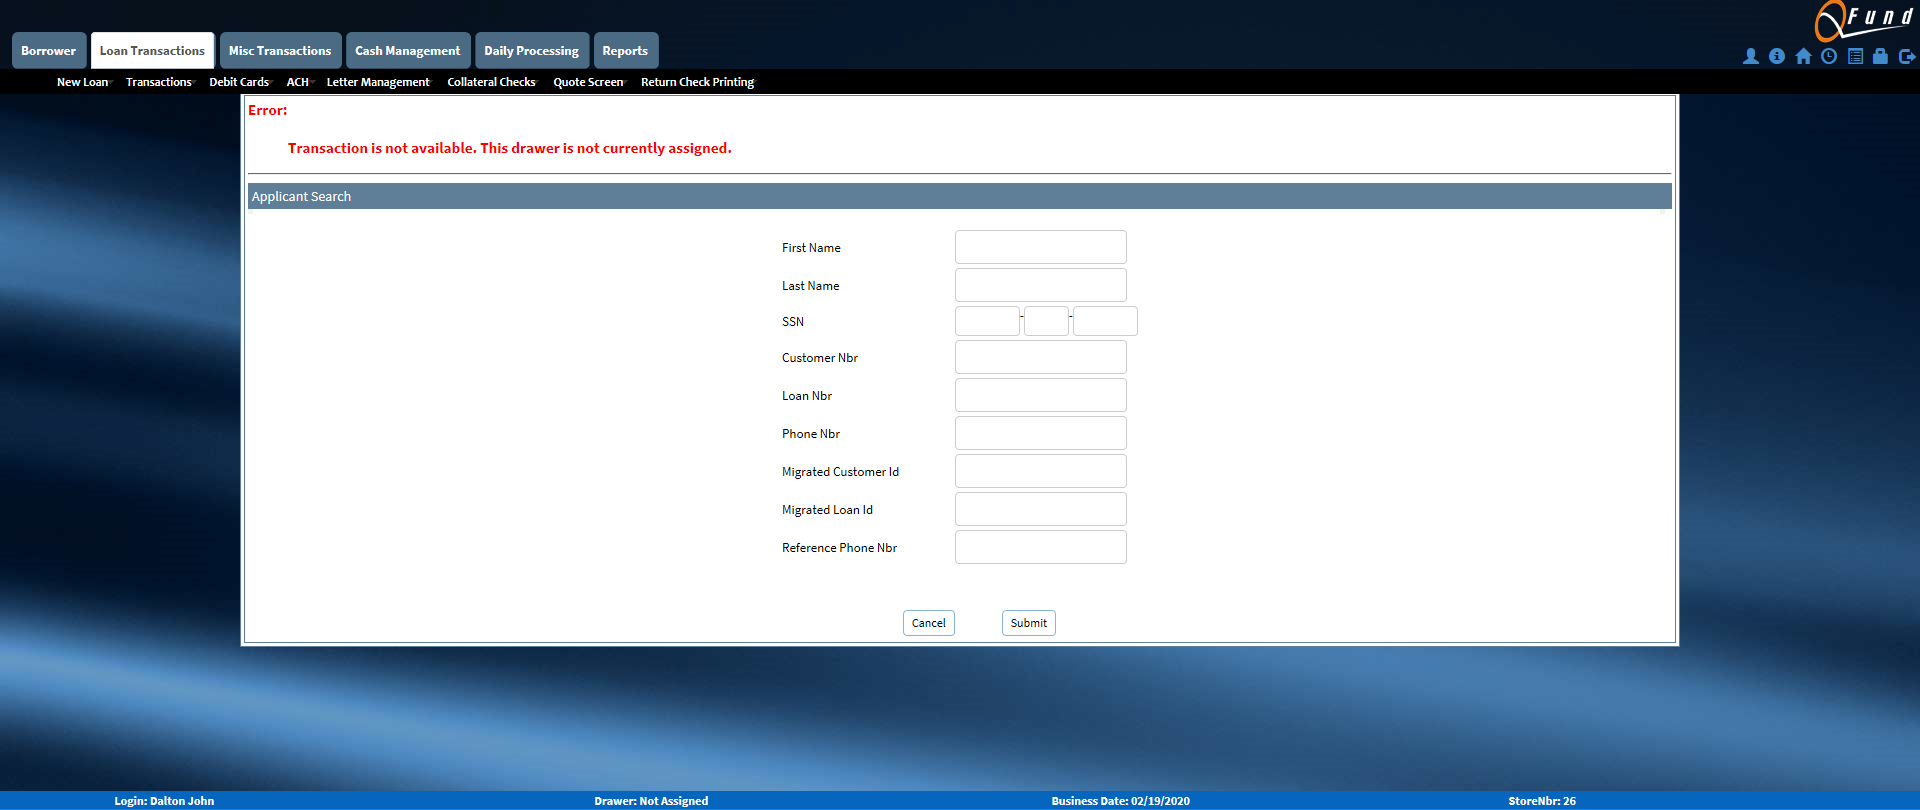 QFund
Borrower Loan Transactions Misc Transactions Cash Management Daily Processing Reports
New Loan Transactions Debit Cards ACH Letter Management Collateral Checks Quote Screen Return Check Printing
Error:
Transaction is not available. This drawer is not currently assigned.
Applicant Search
First Name
Last Name
SSN - -
Customer Nbr
Loan Nbr
Phone Nbr
Migrated Customer Id
Migrated Loan Id
Reference Phone Nbr
Cancel Submit
Login: Dalton John Drawer: Not Assigned Business Date: 02/19/2020 StoreNbr: 26